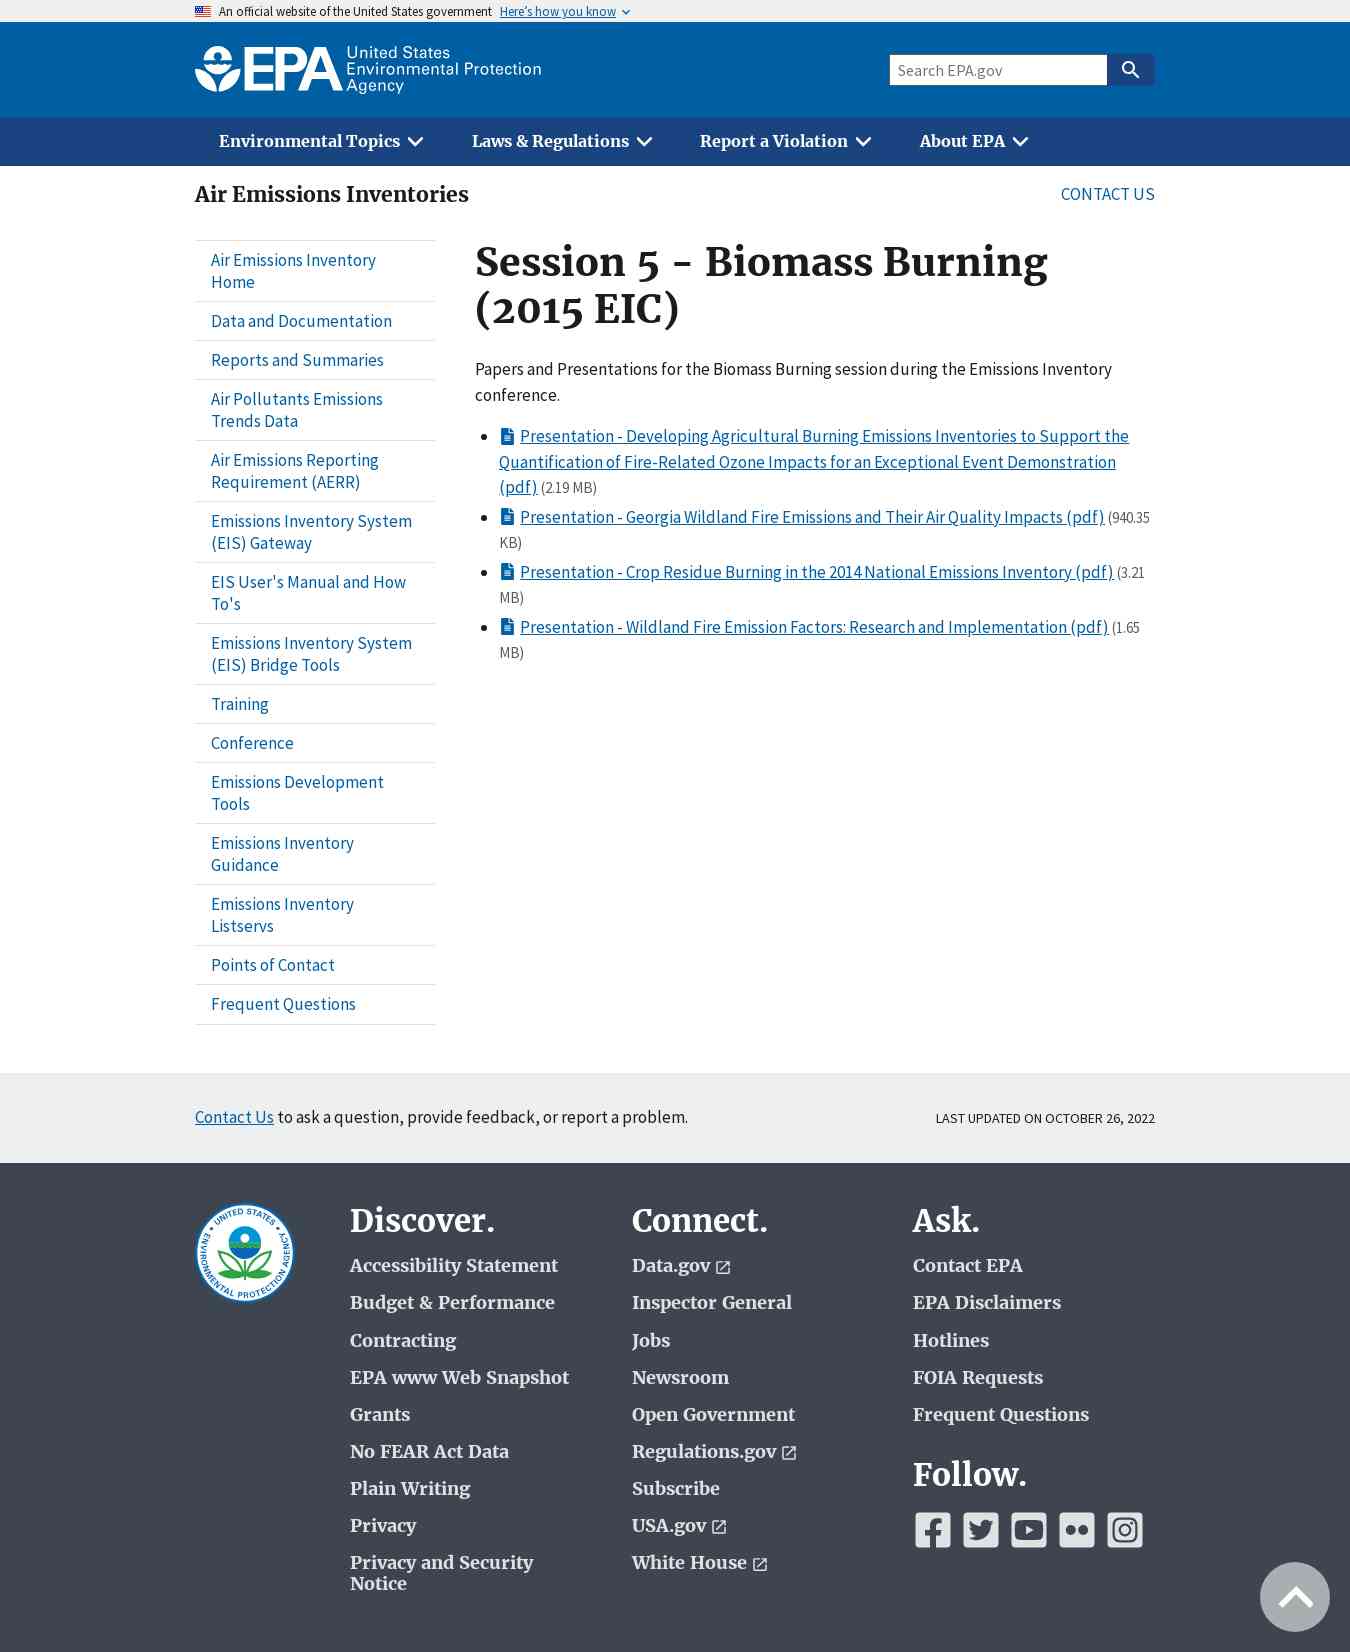 An official website of the United States government Here's how you know
EPA United States
Environmental Protection
Agency
Search EPA.gov
Environmental Topics
Laws & Regulations
Report a Violation
About EPA
Air Emissions Inventories
CONTACT US
Air Emissions Inventory
Home
Data and Documentation
Reports and Summaries
Air Pollutants Emissions
Trends Data
Air Emissions Reporting
Requirement (AERR)
Emissions Inventory System
(EIS) Gateway
EIS User's Manual and How
To's
Emissions Inventory System
(EIS) Bridge Tools
Training
Conference
Emissions Development
Tools
Emissions Inventory
Guidance
Emissions Inventory
Listservs
Points of Contact
Frequent Questions
Session 5 - Biomass Burning
(2015 EIC)
Papers and Presentations for the Biomass Burning session during the Emissions Inventory
conference.
Presentation - Developing Agricultural Burning Emissions Inventories to Support the
Quantification of Fire-Related Ozone Impacts for an Exceptional Event Demonstration
(pdf) (2.19 MB)
Presentation - Georgia Wildland Fire Emissions and Their Air Quality Impacts (pdf) (940.35
KB)
Presentation - Crop Residue Burning in the 2014 National Emissions Inventory (pdf) (3.21
MB)
Presentation - Wildland Fire Emission Factors: Research and Implementation (pdf) (1.65
MB)
Contact Us to ask a question, provide feedback, or report a problem.
LAST UPDATED ON OCTOBER 26, 2022
UNITED STATES
ENVIRONMENTAL PROTECTION AGENCY
Discover.
Accessibility Statement
Budget & Performance
Contracting
EPA www Web Snapshot
Grants
No FEAR Act Data
Plain Writing
Privacy
Privacy and Security
Notice
Connect.
Data.gov
Inspector General
Jobs
Newsroom
Open Government
Regulations.gov
Subscribe
USA.gov
White House
Ask.
Contact EPA
EPA Disclaimers
Hotlines
FOIA Requests
Frequent Questions
Follow.